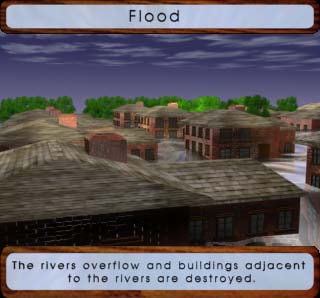 Flood
The rivers overflow and buildings adjacent
to the rivers are destroyed.